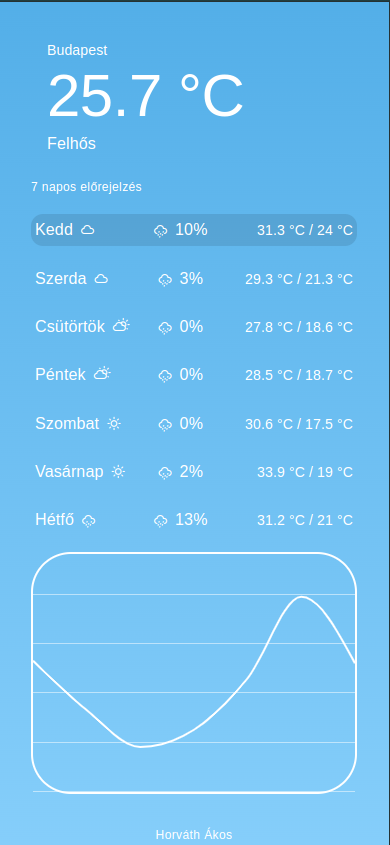 Budapest
25.7 °C
Felhős
7 napos előrejelzés
Kedd 10% 31.3 °C / 24 °C
Szerda 3% 29.3 °C / 21.3 °C
Csütörtök 0% 27.8 °C / 18.6 °C
Péntek 0% 28.5 °C / 18.7 °C
Szombat 0% 30.6 °C / 17.5 °C
Vasárnap 2% 33.9 °C / 19 °C
Hétfő 13% 31.2 °C / 21 °C
Horváth Ákos